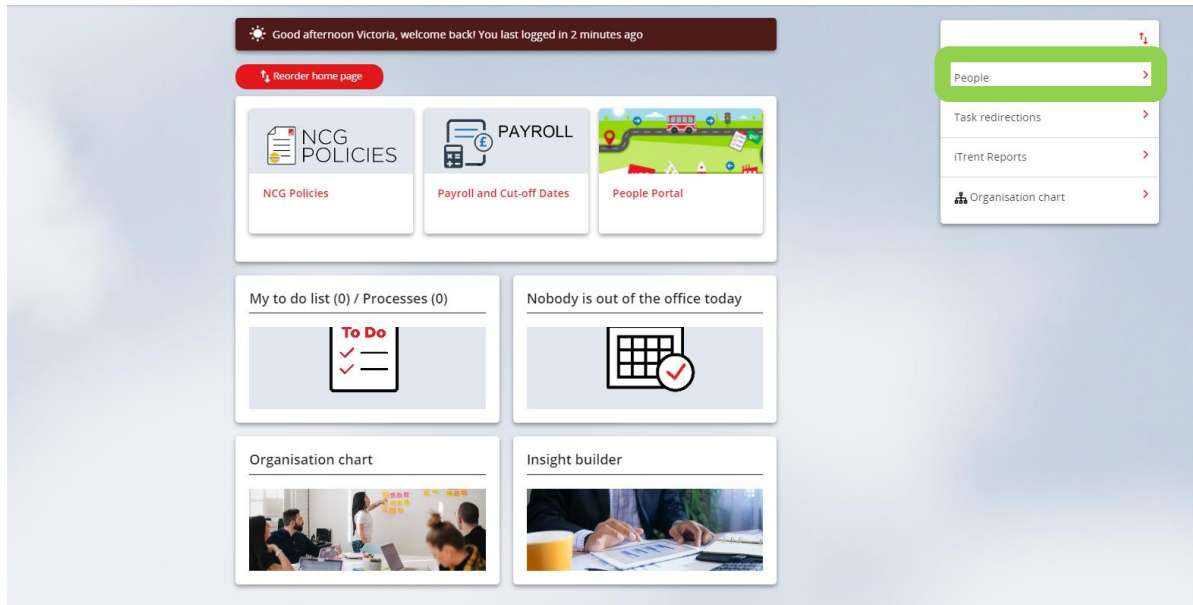 Good afternoon Victoria, welcome back! You last logged in 2 minutes ago
Reorder home page
NCG
POLICIES
NCG Policies
PAYROLL
£
Payroll and Cut-off Dates
People Portal
My to do list (0) / Processes (0)
To Do
Nobody is out of the office today
Organisation chart
Insight builder
People
Task redirections
iTrent Reports
Organisation chart